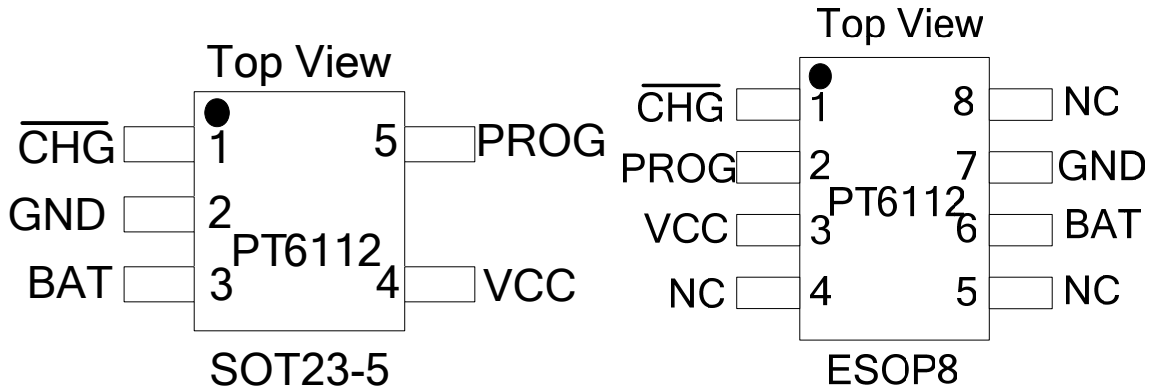 Top View
CHG 1 5 PROG
GND 2
PT6112
BAT 3 4 VCC
SOT23-5
Top View
CHG 1 8 NC
PROG 2 7 GND
PT6112
VCC 3 6 BAT
NC 4 5 NC
ESOP8